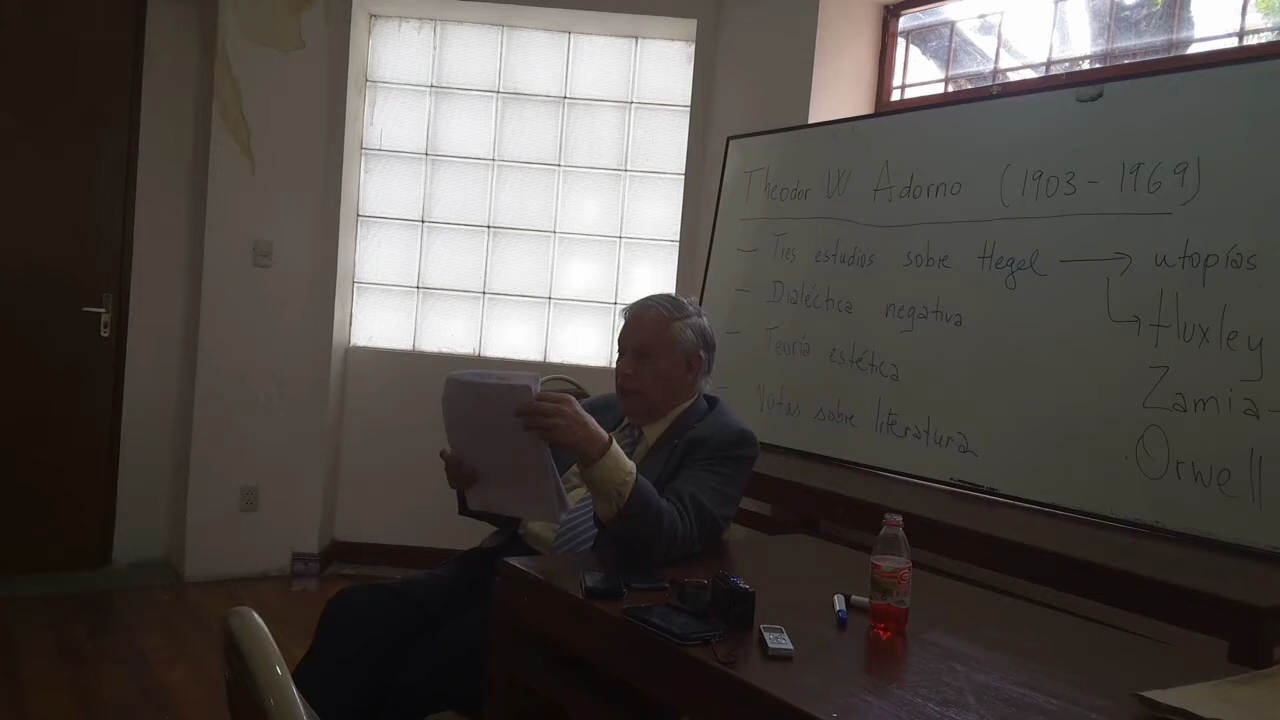 Theodor W Adorno (1903-1969)
– Tres estudios sobre Hegel → utopías
– Dialéctica negativa
↳ Huxley
– Teoría estética
Zamia-
– Notas sobre literatura
Orwell